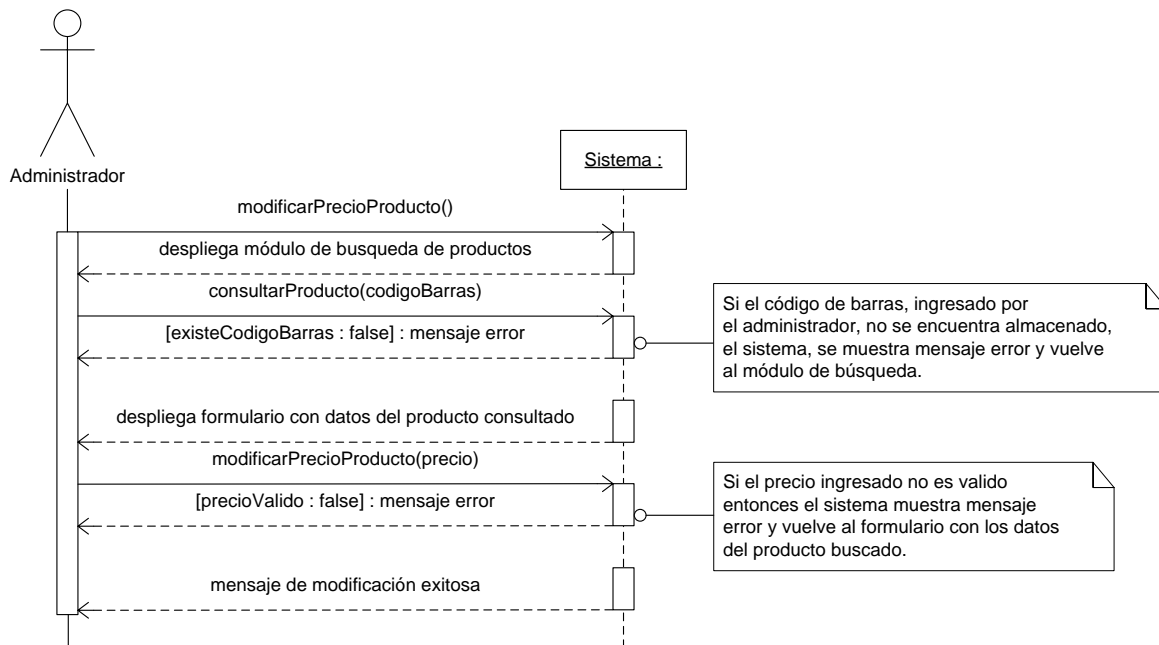 Administrador
Sistema :
modificarPrecioProducto()
despliega módulo de busqueda de productos
consultarProducto(codigoBarras)
[existeCodigoBarras : false] : mensaje error
Si el código de barras, ingresado por
el administrador, no se encuentra almacenado,
el sistema, se muestra mensaje error y vuelve
al módulo de búsqueda.
despliega formulario con datos del producto consultado
modificarPrecioProducto(precio)
[precioValido : false] : mensaje error
Si el precio ingresado no es valido
entonces el sistema muestra mensaje
error y vuelve al formulario con los datos
del producto buscado.
mensaje de modificación exitosa